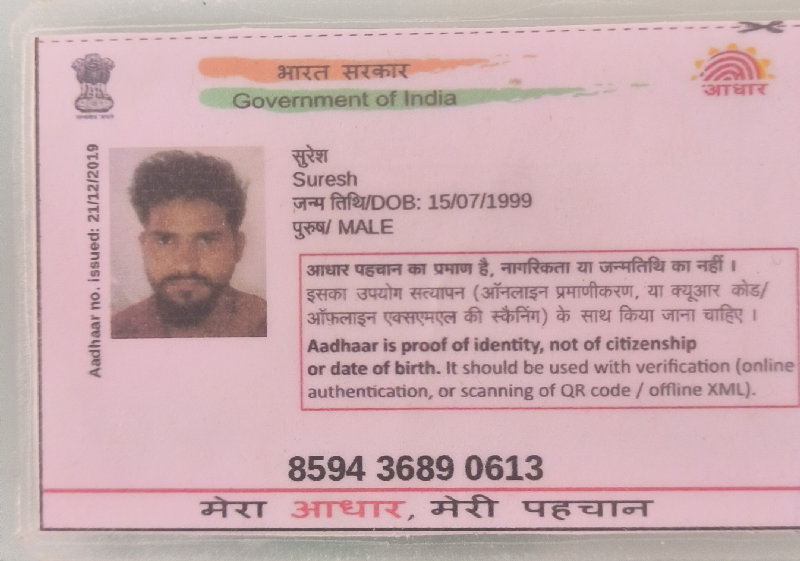 भारत सरकार
Government of India
आधार
Aadhaar no. issued: 21/12/2019
सुरेश
Suresh
जन्म तिथि/DOB: 15/07/1999
पुरुष/ MALE
आधार पहचान का प्रमाण है, नागरिकता या जन्मतिथि का नहीं ।
इसका उपयोग सत्यापन (ऑनलाइन प्रमाणीकरण, या क्यूआर कोड/
ऑफ़लाइन एक्सएमएल की स्कैनिंग) के साथ किया जाना चाहिए ।
Aadhaar is proof of identity, not of citizenship
or date of birth. It should be used with verification (online
authentication, or scanning of QR code / offline XML).
8594 3689 0613
मेरा आधार, मेरी पहचान